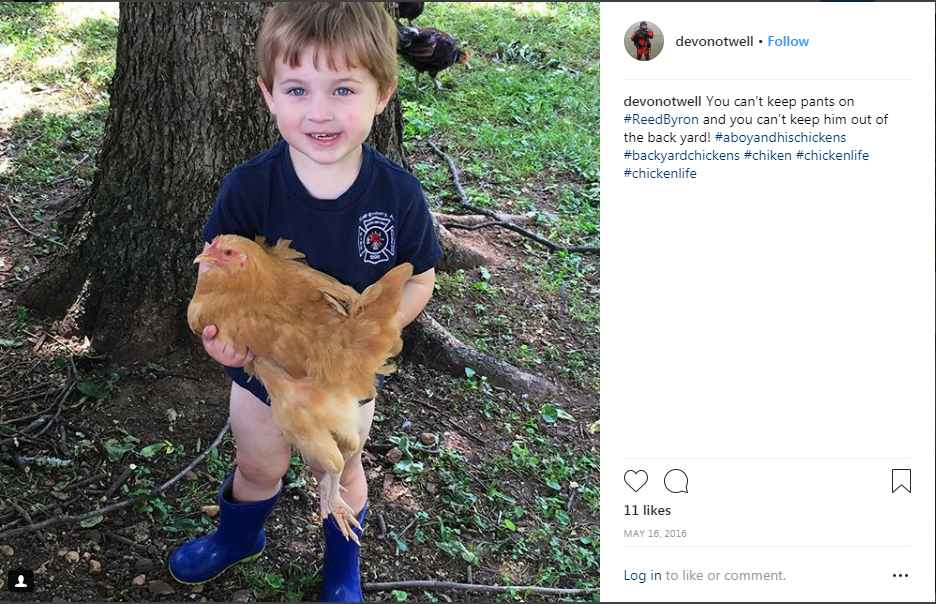 devonotwell • Follow
devonotwell You can't keep pants on
#ReedByron and you can't keep him out of
the back yard! #aboyandhischickens
#backyardchickens #chiken #chickenlife
#chickenlife
11 likes
MAY 16, 2016
Log in to like or comment.